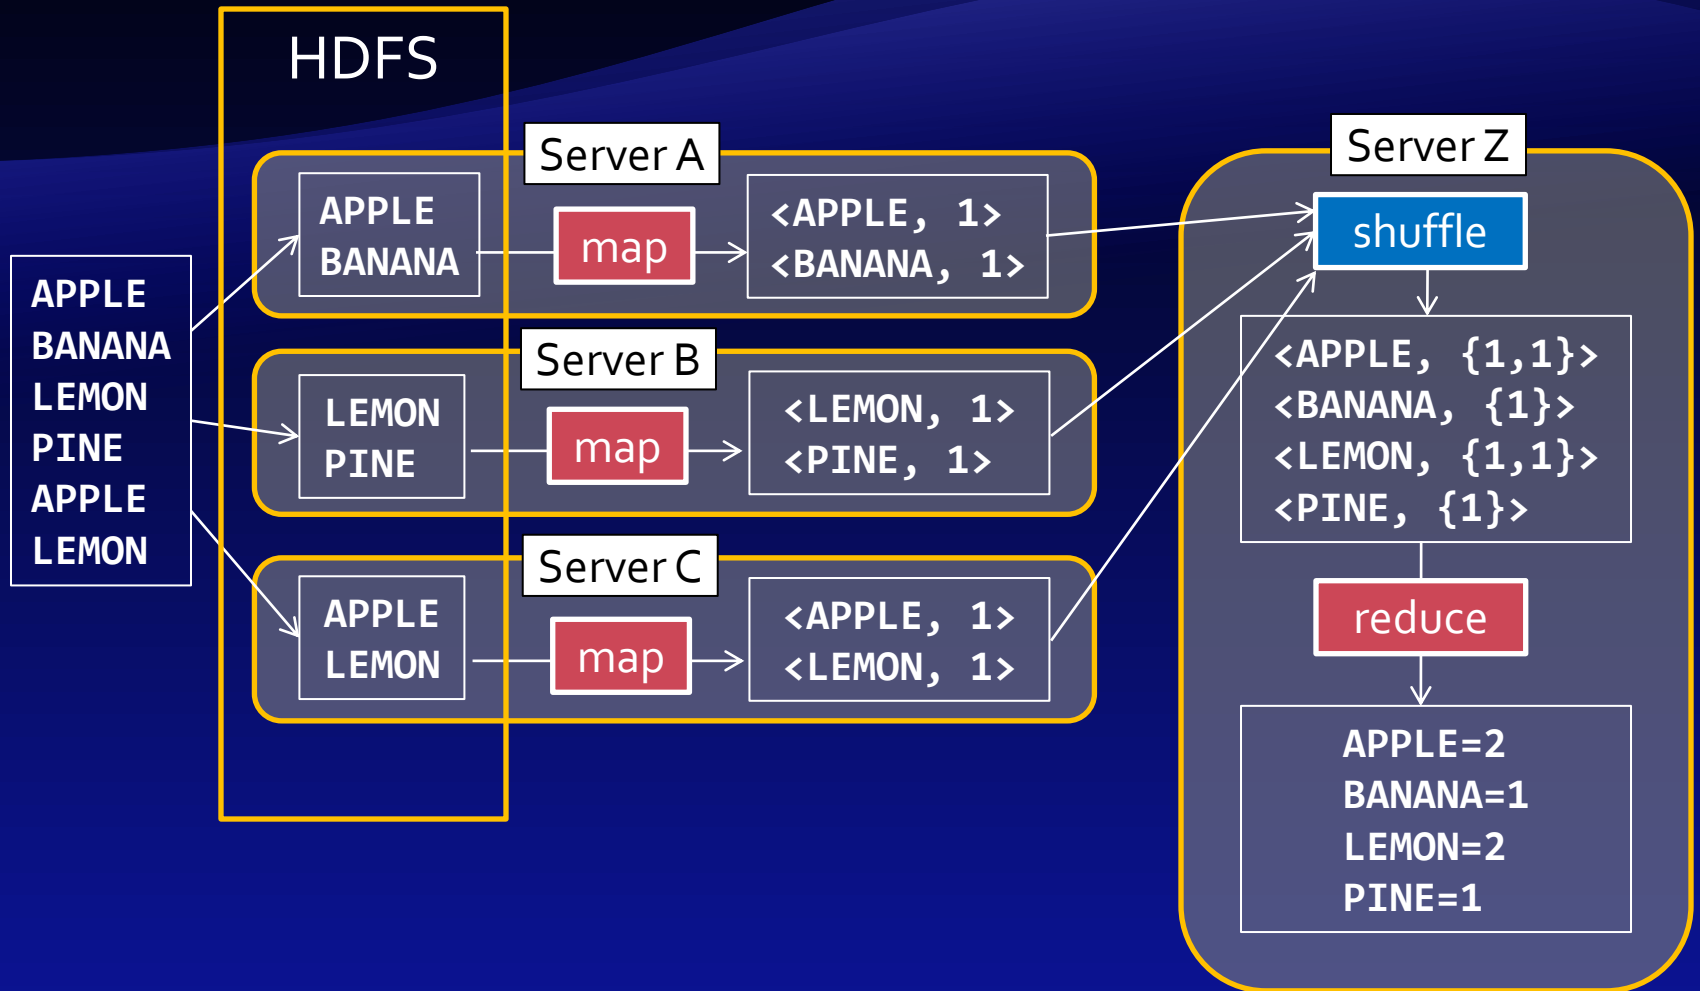 HDFS
APPLE
BANANA
LEMON
PINE
APPLE
LEMON
Server A
APPLE
BANANA
map
<APPLE, 1>
<BANANA, 1>
Server B
LEMON
PINE
map
<LEMON, 1>
<PINE, 1>
Server C
APPLE
LEMON
map
<APPLE, 1>
<LEMON, 1>
Server Z
shuffle
<APPLE, {1,1}>
<BANANA, {1}>
<LEMON, {1,1}>
<PINE, {1}>
reduce
APPLE=2
BANANA=1
LEMON=2
PINE=1